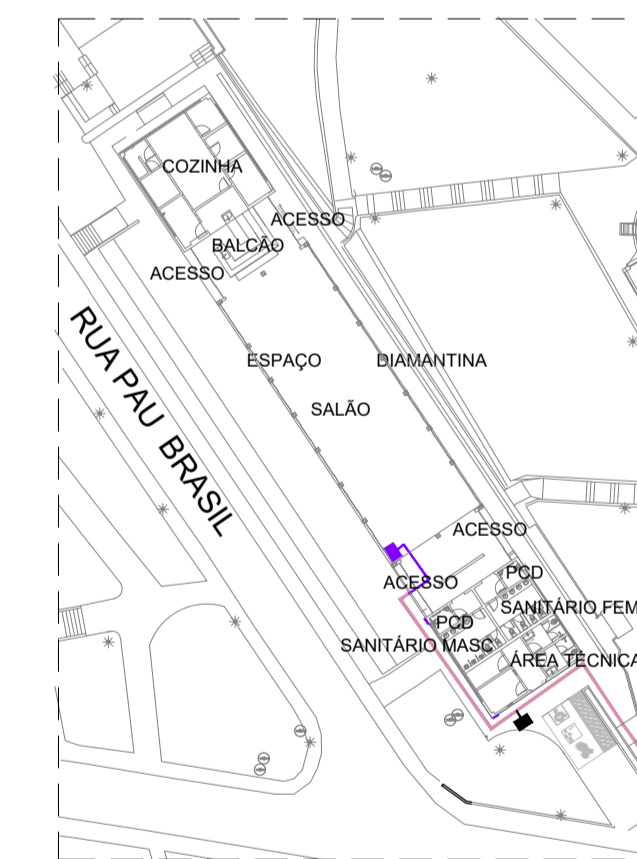 COZINHA
ACESSO
BALCÃO
ACESSO
RUA PAU BRASIL
ESPAÇO DIAMANTINA
SALÃO
ACESSO
ACESSO
PCD
SANITÁRIO FEM
PCD
SANITÁRIO MASC
ÁREA TÉCNICA